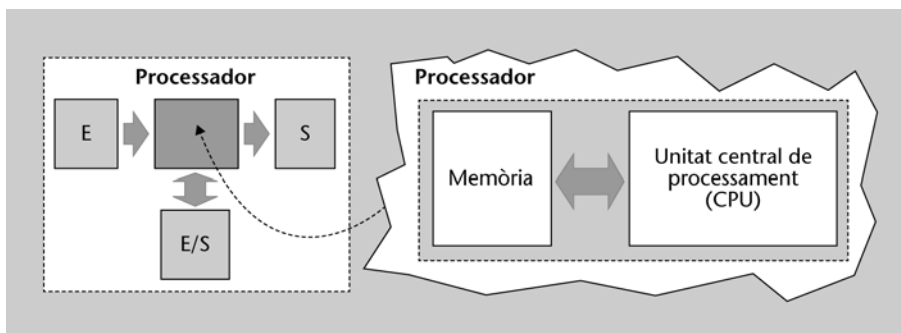 Processador
E
S
E/S
Processador
Memòria
Unitat central de
processament
(CPU)